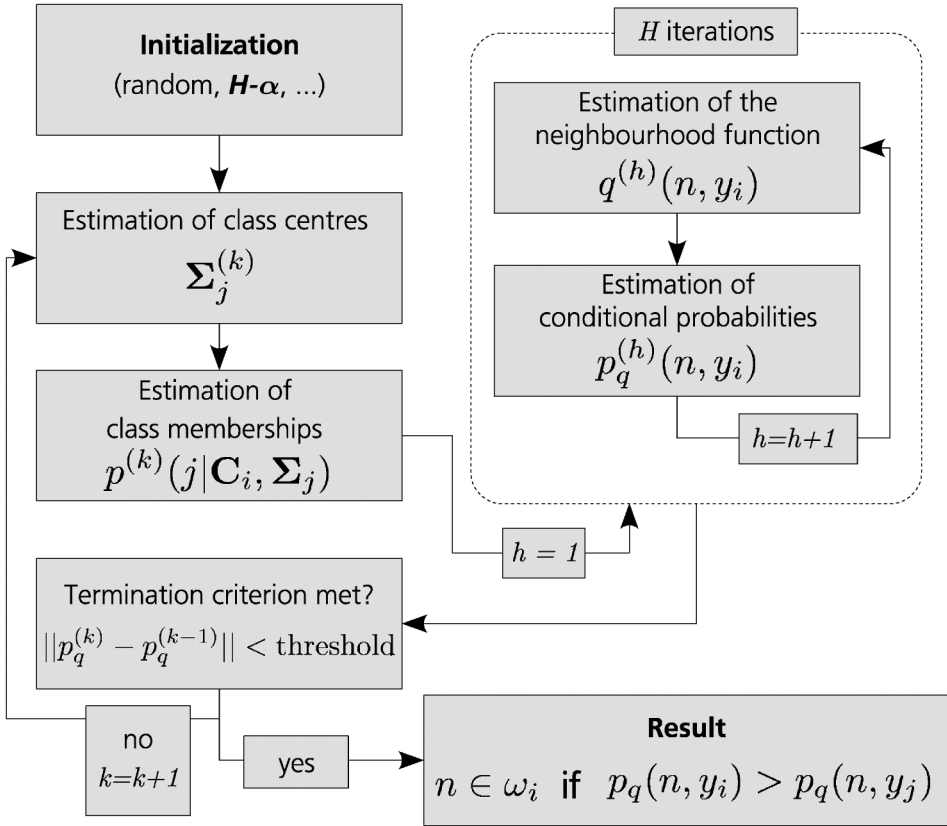 Initialization
(random, H-α, ...)
Estimation of class centres
Σ_j^(k)
Estimation of
class memberships
p^(k)(j|C_i, Σ_j)
H iterations
Estimation of the
neighbourhood function
q^(h)(n, y_i)
Estimation of
conditional probabilities
p_q^(h)(n, y_i)
h=h+1
h = 1
Termination criterion met?
||p_q^(k) − p_q^(k−1)|| < threshold
no
k=k+1
yes
Result
n ∈ ω_i if p_q(n, y_i) > p_q(n, y_j)